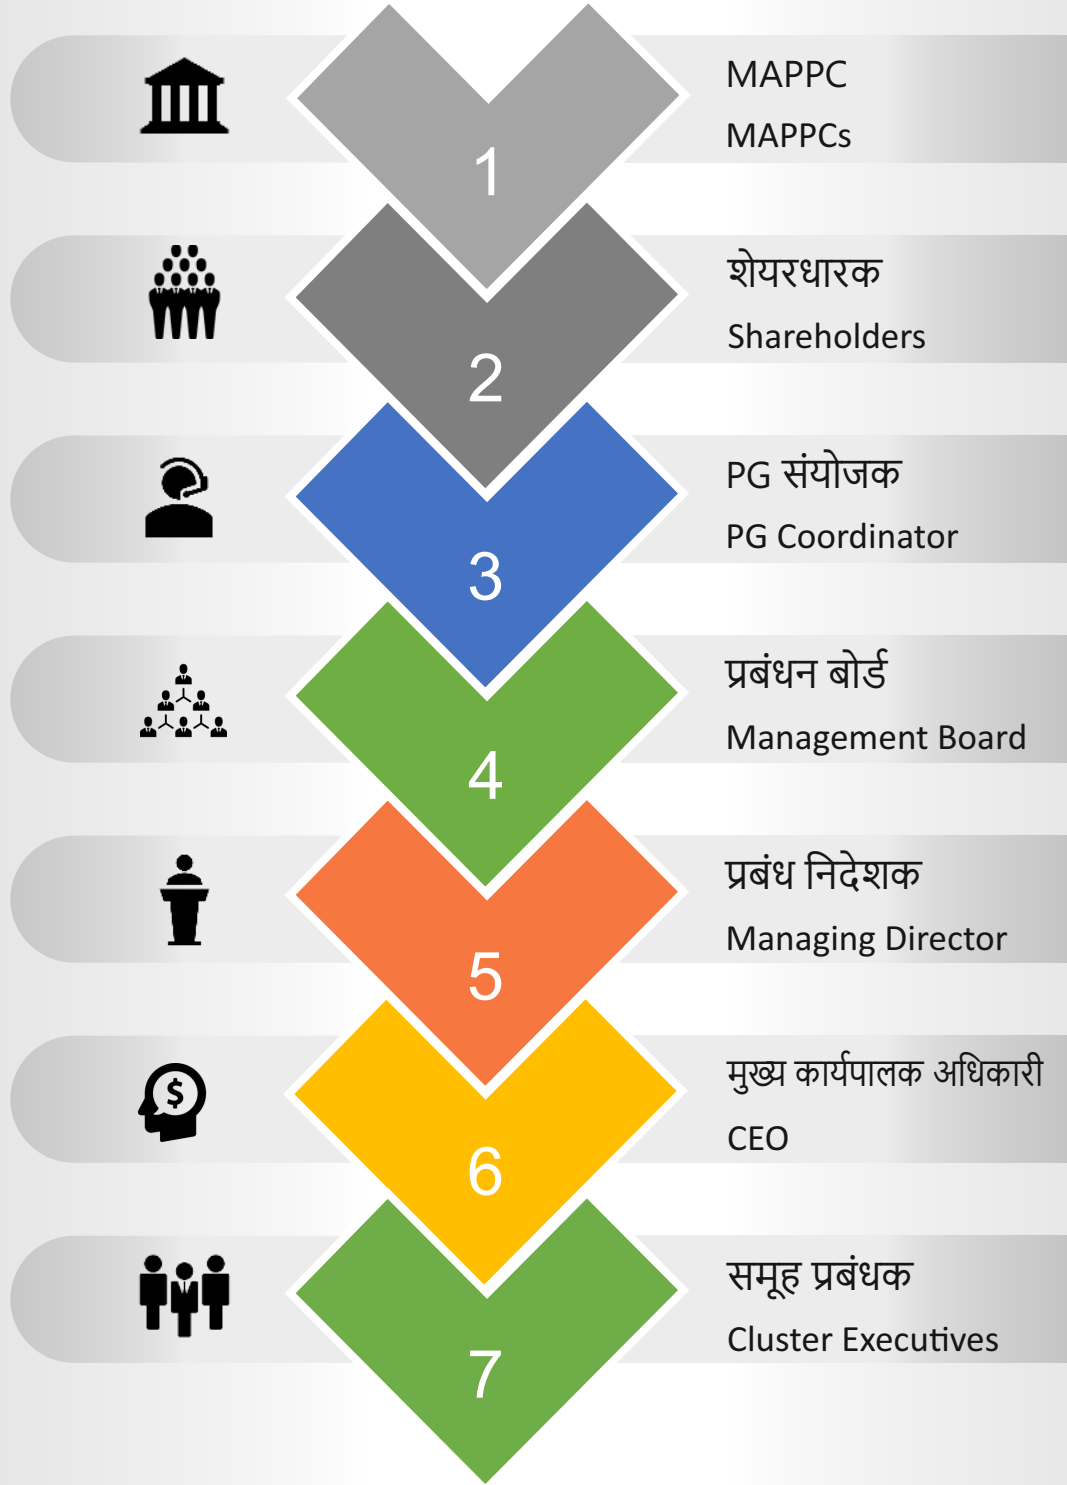 MAPPC
MAPPCs
1
शेयरधारक
Shareholders
2
PG संयोजक
PG Coordinator
3
प्रबंधन बोर्ड
Management Board
4
प्रबंध निदेशक
Managing Director
5
$
मुख्य कार्यपालक अधिकारी
CEO
6
समूह प्रबंधक
Cluster Executives
7